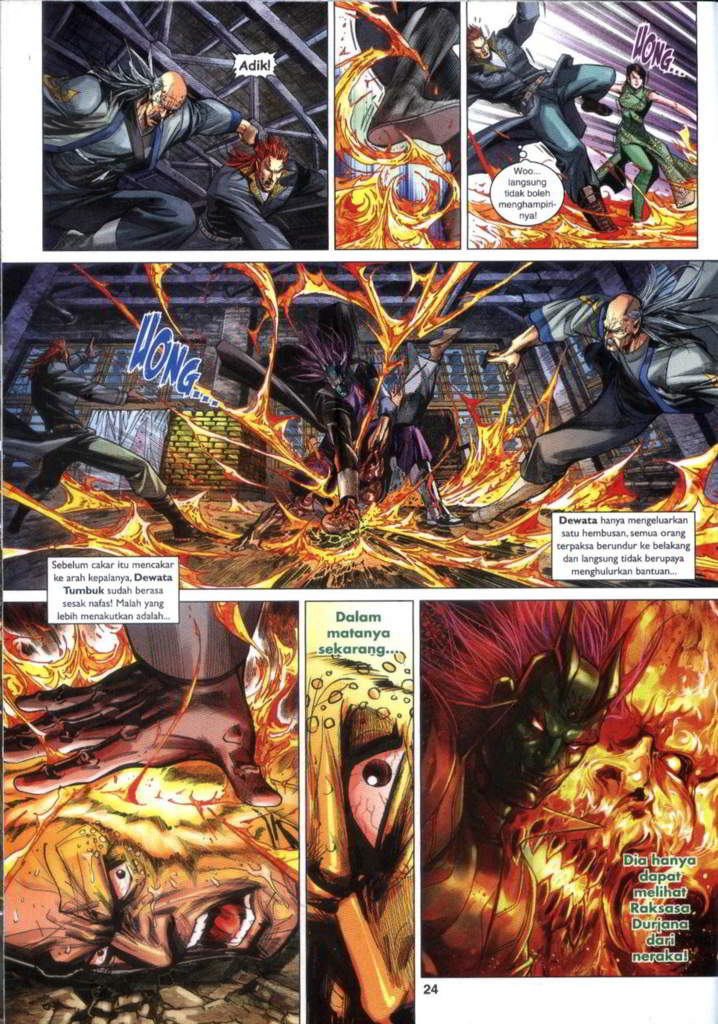 Adik!
WONG...
Woo...
langsung
tidak boleh
menghampiri-
nya!
WONG...
Dewata hanya mengeluarkan
satu hembusan, semua orang
terpaksa berundur ke belakang
dan langsung tidak berupaya
menghulurkan bantuan...
Sebelum cakar itu mencakar
ke arah kepalanya, Dewata
Tumbuk sudah berasa
sesak nafas! Malah yang
lebih menakutkan adalah...
Dalam
matanya
sekarang...
Dia hanya
dapat
melihat
Raksasa
Durjana
dari
neraka!
24